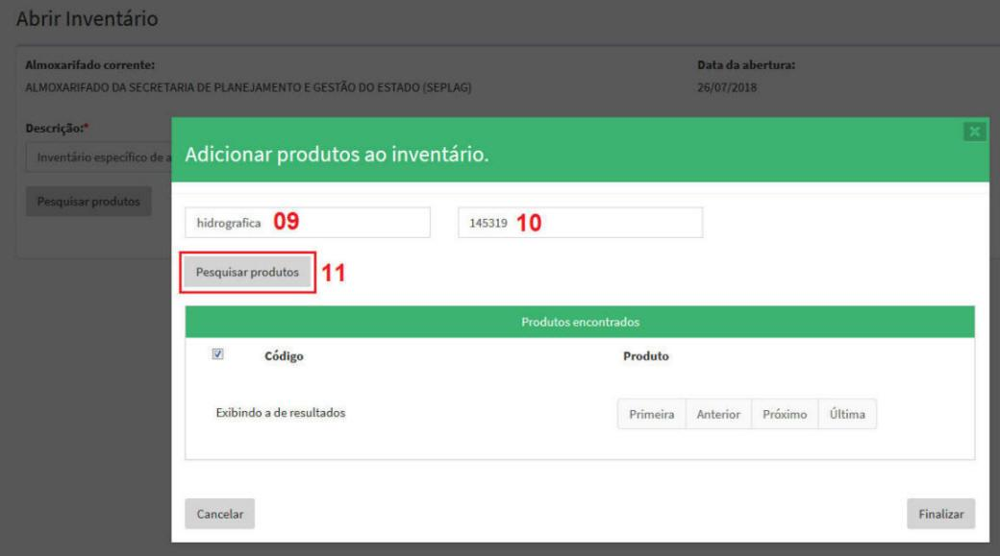 Abrir Inventário
Almoxarifado corrente:
Data da abertura:
ALMOXARIFADO DA SECRETARIA DE PLANEJAMENTO E GESTÃO DO ESTADO (SEPLAG)
26/07/2018
Descrição:*
Inventário específico de a
Pesquisar produtos
Adicionar produtos ao inventário.
hidrografica 09
145319 10
Pesquisar produtos 11
Produtos encontrados
Código
Produto
Exibindo a de resultados
Primeira Anterior Próximo Última
Cancelar
Finalizar